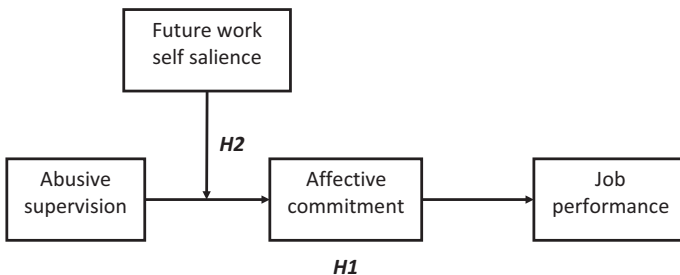 Future work
self salience
H2
Abusive
supervision
Affective
commitment
Job
performance
H1